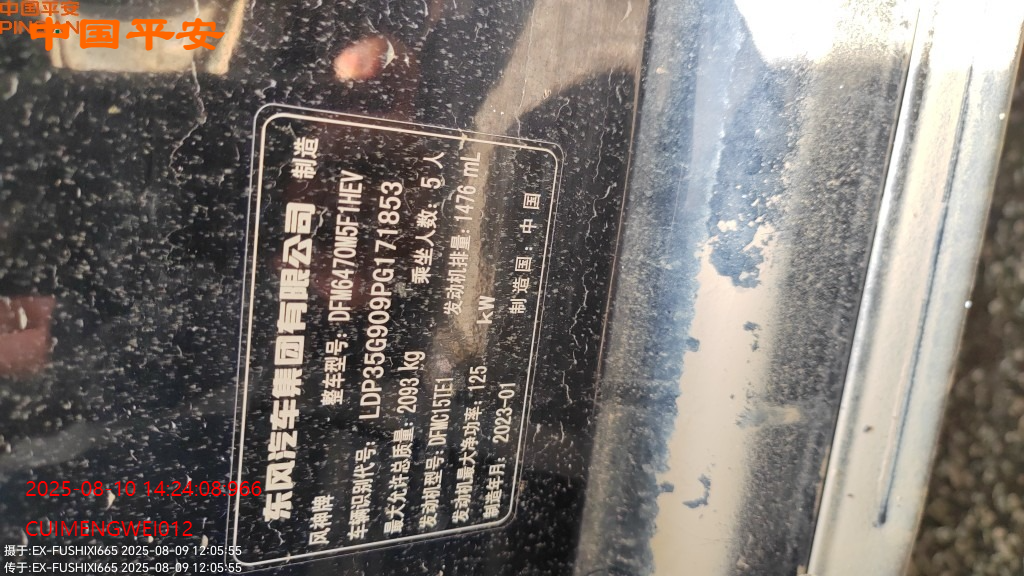 中国平安
PIN
中国平安
东风汽车集团有限公司 制造
风神牌 整车型号: DFM6470M5F1HEV
车辆识别代号: LDP35G909PG171853
最大允许总质量: 2093 kg 乘坐人数: 5 人
发动机型号: DFMC15TE1 发动机排量: 1476 mL
发动机最大净功率: 125 kW
制造年月: 2023-01 制造国: 中国
2025-08-10 14:24:08.966
CUIMENGWEI012
摄于:EX-FUSHIXI665 2025-08-09 12:05:55
传于:EX-FUSHIXI665 2025-08-09 12:05:55